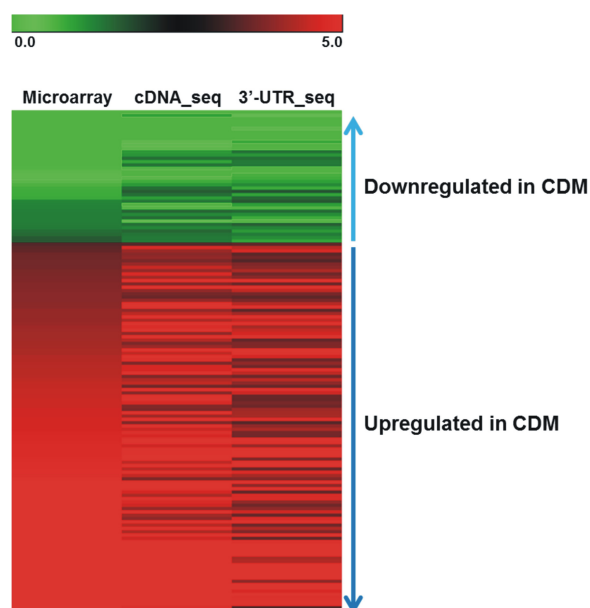 0.0 5.0
Microarray cDNA_seq 3’-UTR_seq
Downregulated in CDM
Upregulated in CDM